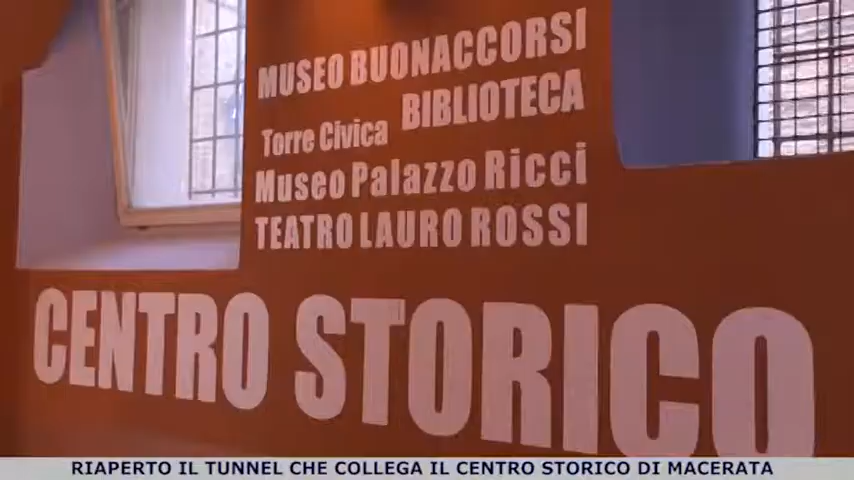 MUSEO BUONACCORSI
BIBLIOTECA
Torre Civica
Museo Palazzo Ricci
TEATRO LAURO ROSSI
CENTRO STORICO
RIAPERTO IL TUNNEL CHE COLLEGA IL CENTRO STORICO DI MACERATA